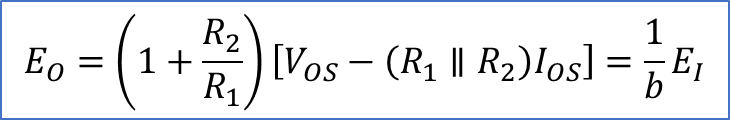 E_O = (1 + R_2/R_1) [V_OS − (R_1 ∥ R_2)I_OS] = 1/b E_I